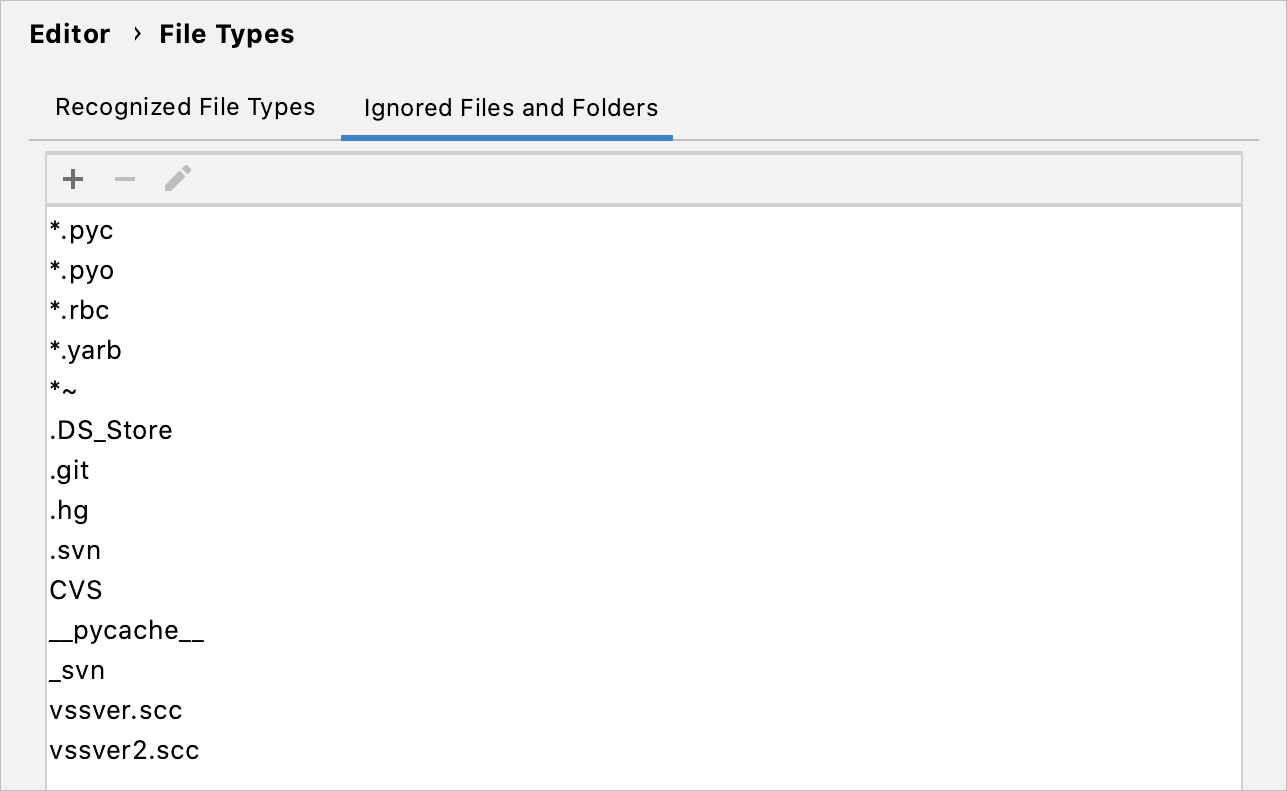 Editor › File Types
Recognized File Types Ignored Files and Folders
*.pyc
*.pyo
*.rbc
*.yarb
*~
.DS_Store
.git
.hg
.svn
CVS
__pycache__
_svn
vssver.scc
vssver2.scc